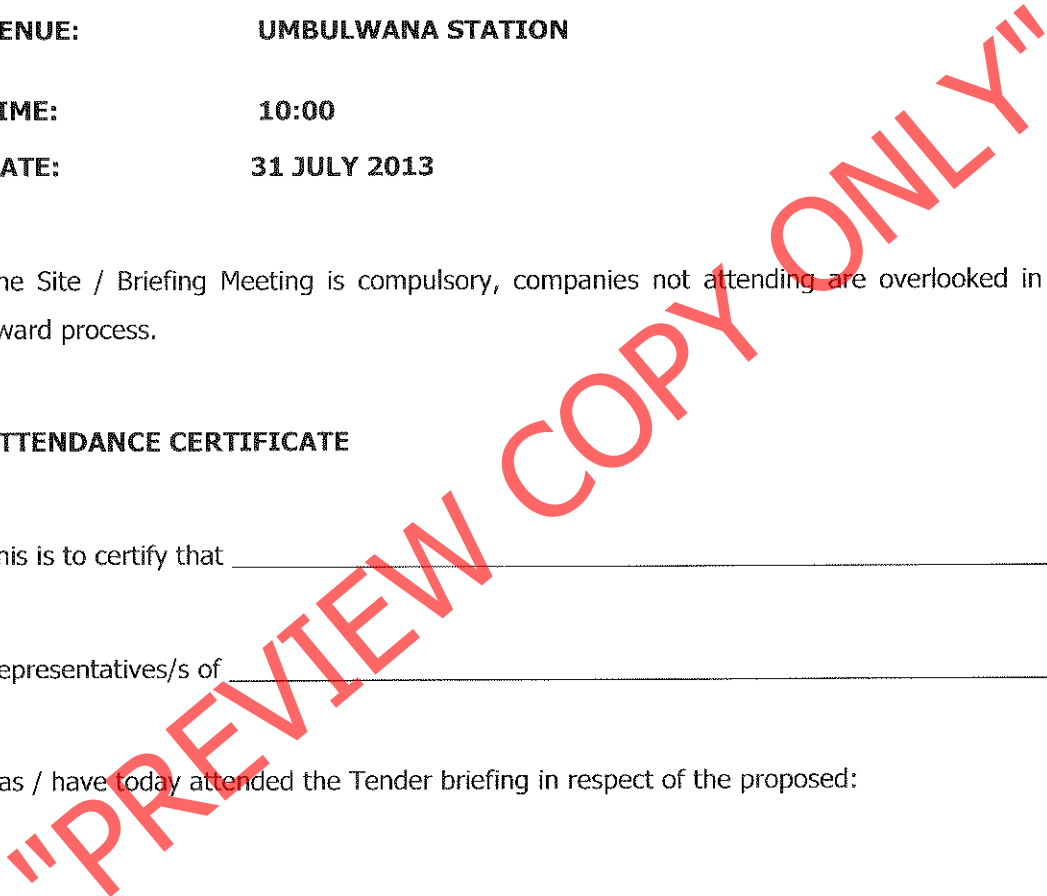 ENUE: UMBULWANA STATION
IME: 10:00
ATE: 31 JULY 2013
ne Site / Briefing Meeting is compulsory, companies not attending are overlooked in
ward process.
TTENDANCE CERTIFICATE
his is to certify that
epresentatives/s of
as / have today attended the Tender briefing in respect of the proposed:
"PREVIEW COPY ONLY"